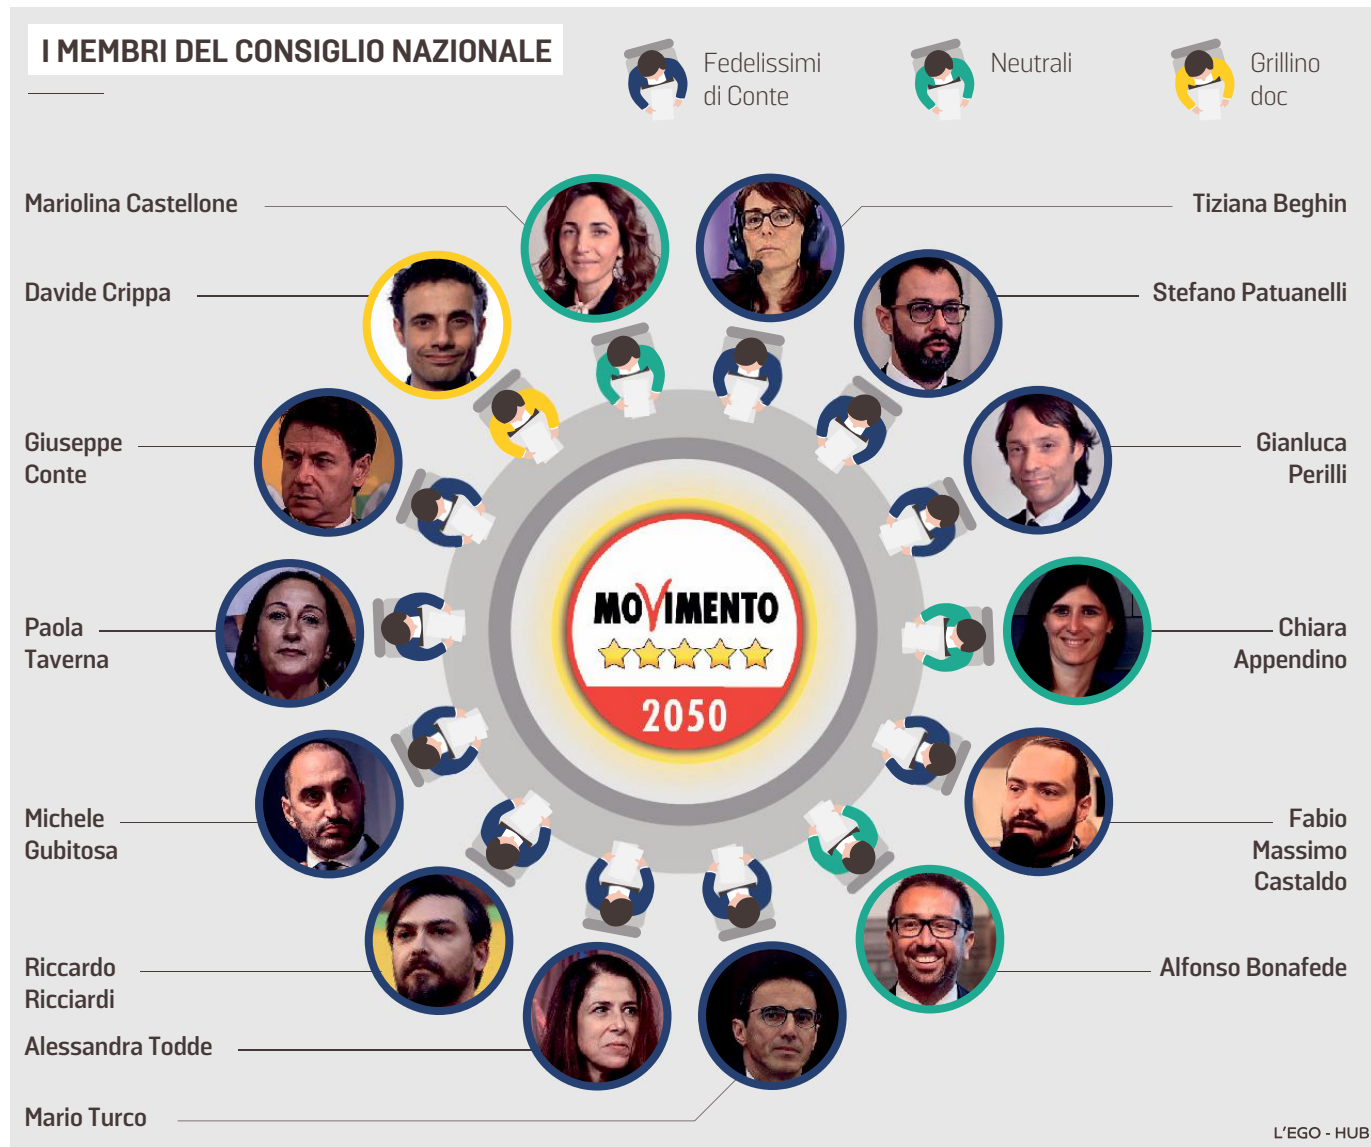 I MEMBRI DEL CONSIGLIO NAZIONALE
Fedelissimi
di Conte
Neutrali
Grillino
doc
Mariolina Castellone
Davide Crippa
Giuseppe
Conte
Paola
Taverna
Michele
Gubitosa
Riccardo
Ricciardi
Alessandra Todde
Mario Turco
Tiziana Beghin
Stefano Patuanelli
Gianluca
Perilli
Chiara
Appendino
Fabio
Massimo
Castaldo
Alfonso Bonafede
MOVIMENTO
2050
L'EGO - HUB